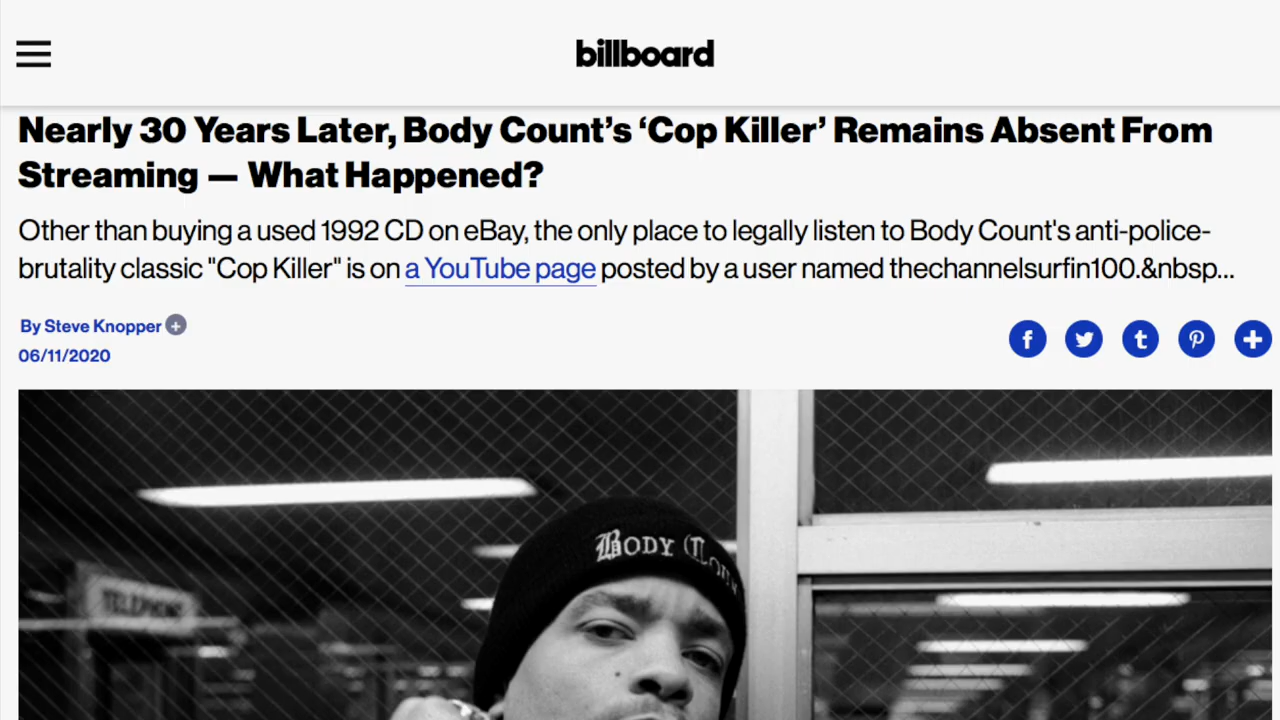 billboard
Nearly 30 Years Later, Body Count’s ‘Cop Killer’ Remains Absent From
Streaming — What Happened?
Other than buying a used 1992 CD on eBay, the only place to legally listen to Body Count's anti-police-
brutality classic "Cop Killer" is on a YouTube page posted by a user named thechannelsurfin100.&nbsp...
By Steve Knopper
06/11/2020
TELEPHONE
BODY COUNT